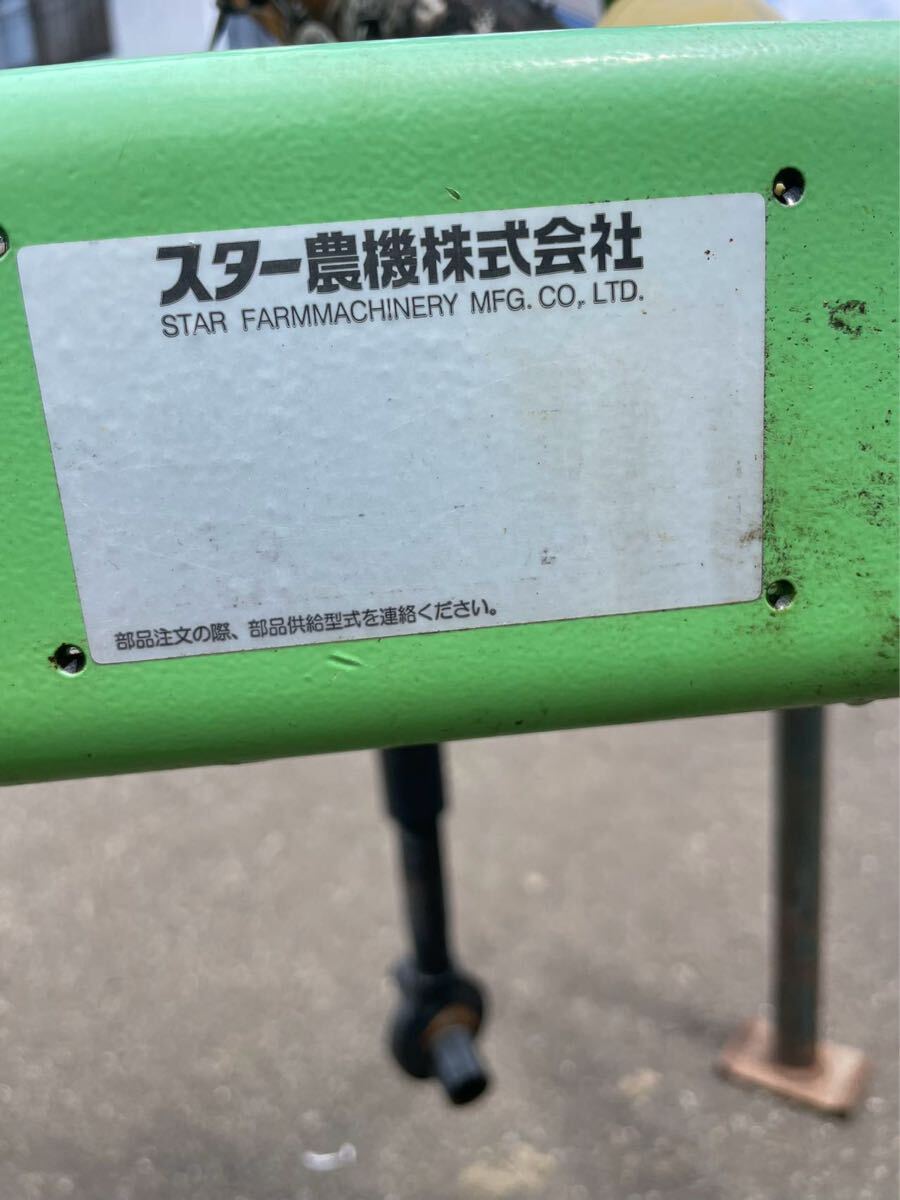 スター農機株式会社
STAR FARMMACHINERY MFG. CO., LTD.
部品注文の際、部品供給型式を連絡ください。